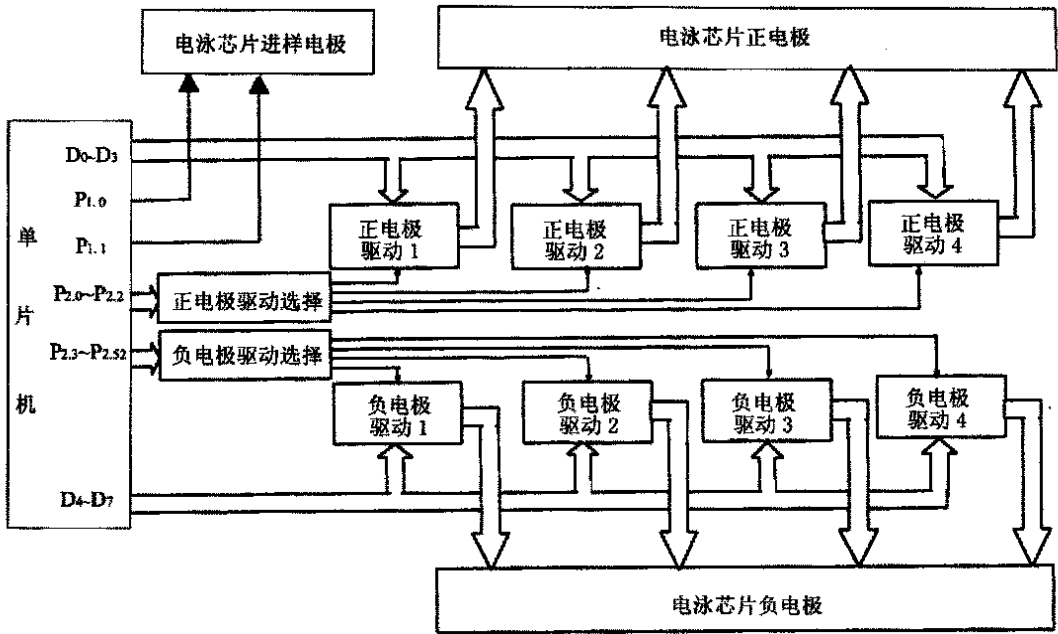 电泳芯片进样电极
电泳芯片正电极
单
片
机
D0~D3
P1.0
P1.1
P2.0~P2.2
P2.3~P2.52
D4~D7
正电极
驱动 1
正电极
驱动 2
正电极
驱动 3
正电极
驱动 4
正电极驱动选择
负电极驱动选择
负电极
驱动 1
负电极
驱动 2
负电极
驱动 3
负电极
驱动 4
电泳芯片负电极